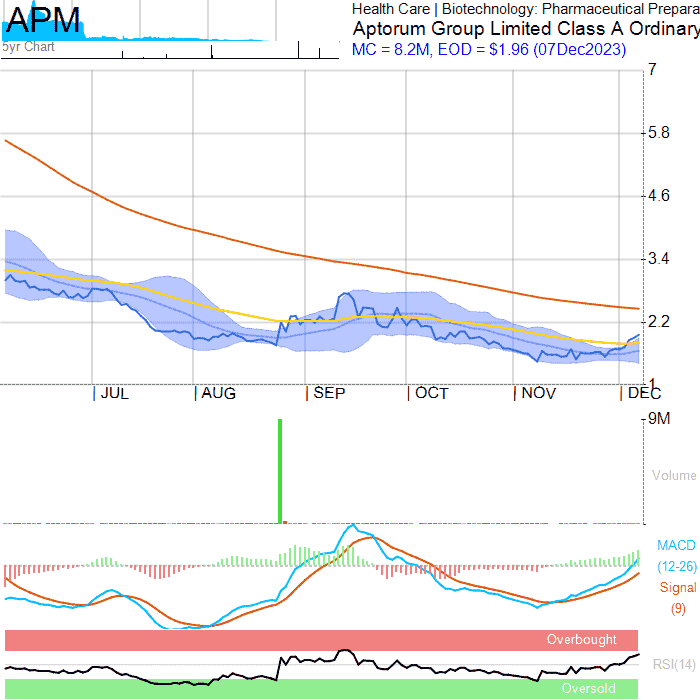 APM
Health Care | Biotechnology: Pharmaceutical Prepara
Aptorum Group Limited Class A Ordinary
5yr Chart
MC = 8.2M, EOD = $1.96 (07Dec2023)
7
5.8
4.6
3.4
2.2
1
JUL AUG SEP OCT NOV DEC
9M
Volume
MACD
(12-26)
Signal
(9)
Overbought
RSI(14)
Oversold